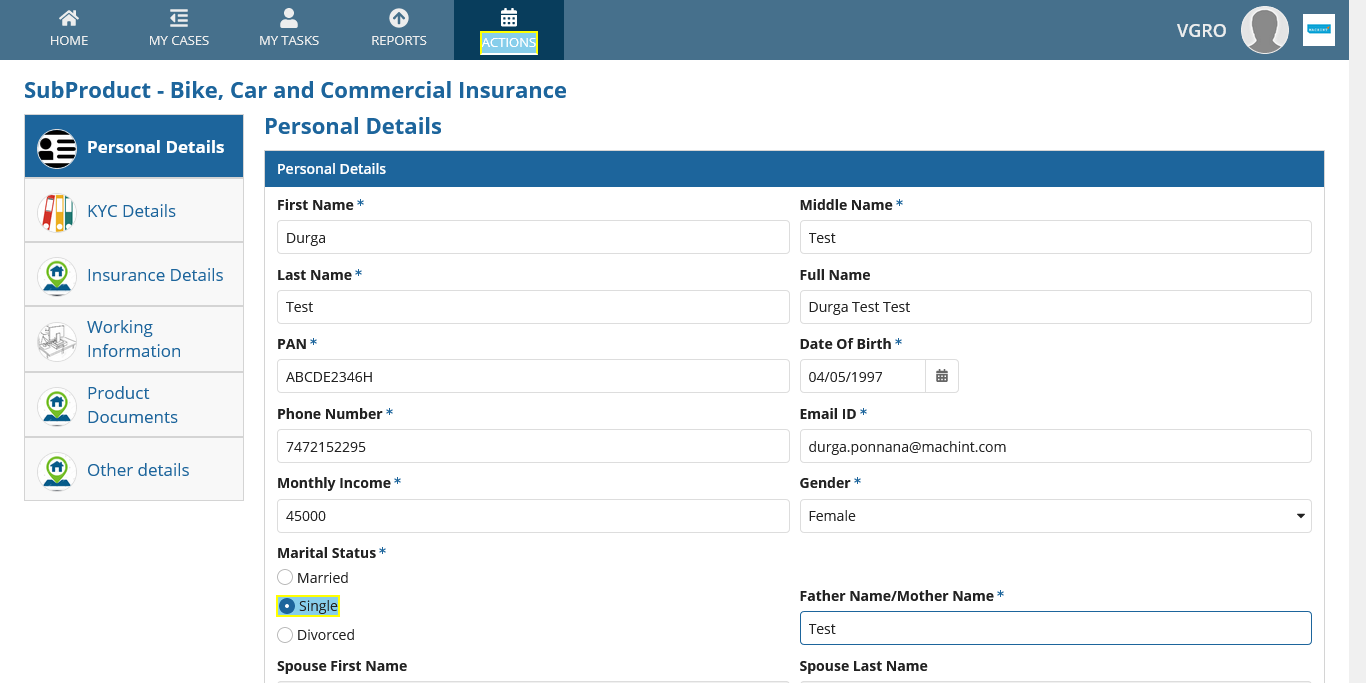 HOME
MY CASES
MY TASKS
REPORTS
ACTIONS
VGRO
MACHINT
SubProduct - Bike, Car and Commercial Insurance
Personal Details
KYC Details
Insurance Details
Working
Information
Product
Documents
Other details
Personal Details
Personal Details
First Name *
Middle Name *
Durga
Test
Last Name *
Full Name
Test
Durga Test Test
PAN *
Date Of Birth *
ABCDE2346H
04/05/1997
Phone Number *
Email ID *
7472152295
durga.ponnana@machint.com
Monthly Income *
Gender *
45000
Female
Marital Status *
Married
Single
Divorced
Father Name/Mother Name *
Test
Spouse First Name
Spouse Last Name